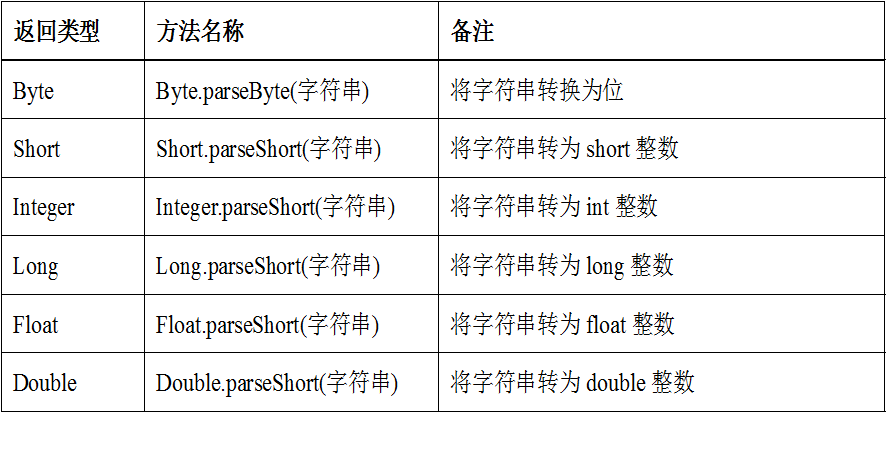 返回类型 方法名称 备注
Byte Byte.parseByte(字符串) 将字符串转换为位
Short Short.parseShort(字符串) 将字符串转为 short 整数
Integer Integer.parseShort(字符串) 将字符串转为 int 整数
Long Long.parseShort(字符串) 将字符串转为 long 整数
Float Float.parseShort(字符串) 将字符串转为 float 整数
Double Double.parseShort(字符串) 将字符串转为 double 整数